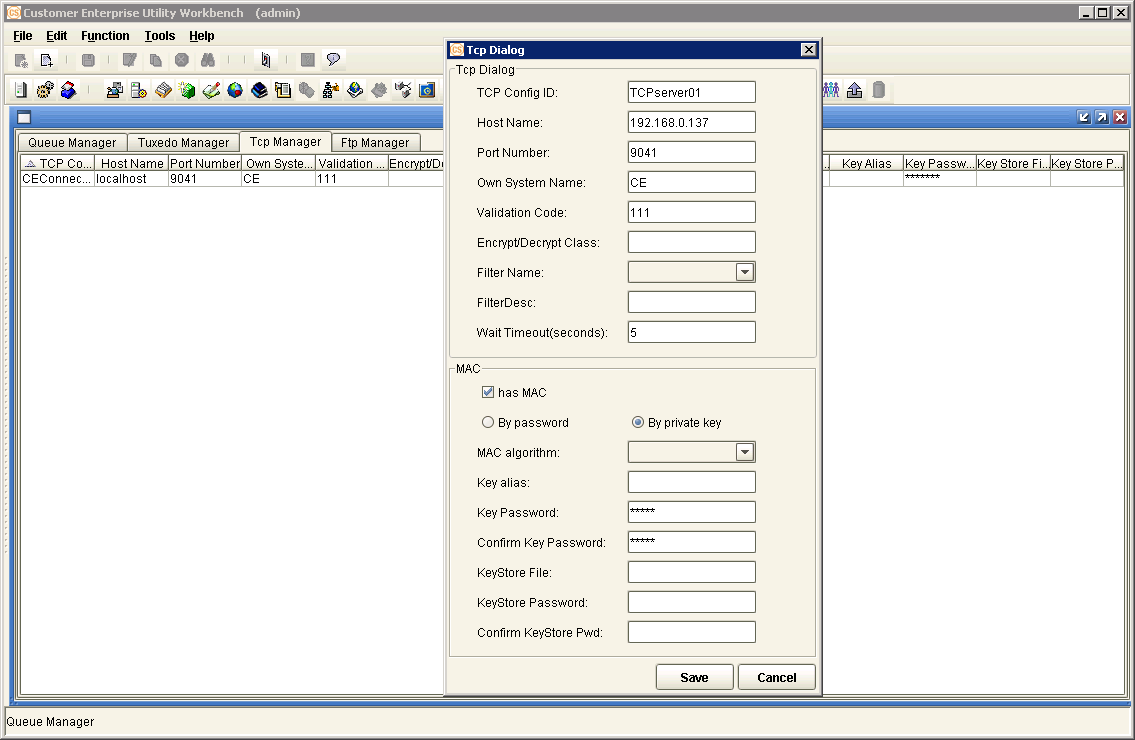 Customer Enterprise Utility Workbench (admin)
File Edit Function Tools Help
Queue Manager Tuxedo Manager Tcp Manager Ftp Manager
TCP Co... Host Name Port Number Own Syste... Validation ... Encrypt/De Key Alias Key Passw... Key Store Fi... Key Store P...
CEConnec... localhost 9041 CE 111 *******
CS Tcp Dialog
Tcp Dialog
TCP Config ID: TCPserver01
Host Name: 192.168.0.137
Port Number: 9041
Own System Name: CE
Validation Code: 111
Encrypt/Decrypt Class:
Filter Name:
FilterDesc:
Wait Timeout(seconds): 5
MAC
has MAC
By password By private key
MAC algorithm:
Key alias:
Key Password: *****
Confirm Key Password: *****
KeyStore File:
KeyStore Password:
Confirm KeyStore Pwd:
Save Cancel
Queue Manager